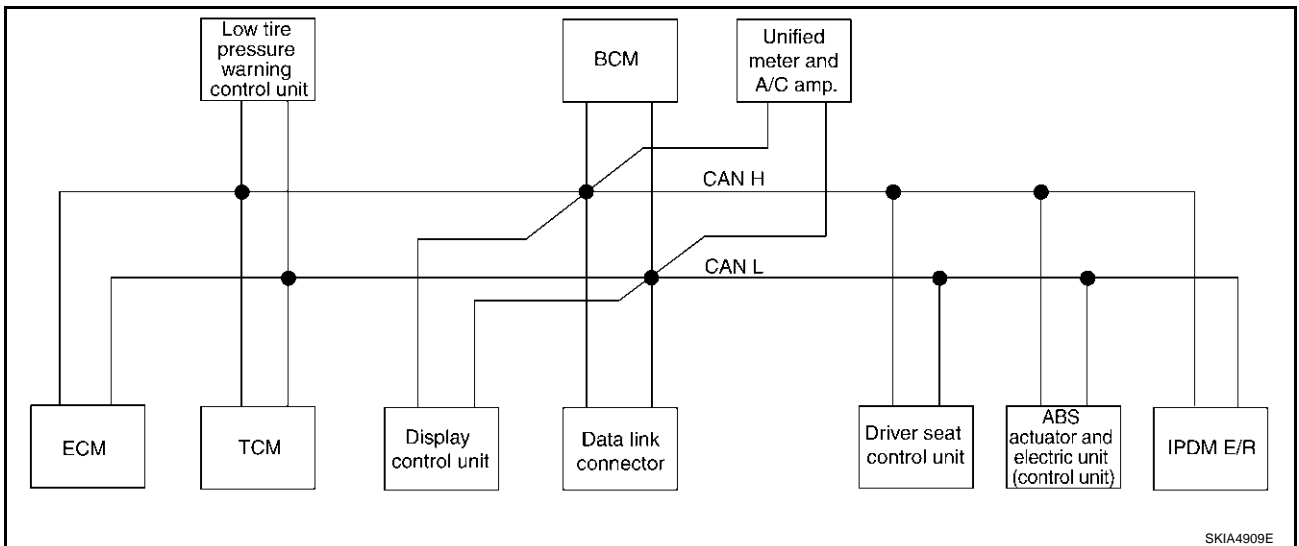 Low tire
pressure
warning
control unit
BCM
Unified
meter and
A/C amp.
CAN H
CAN L
ECM
TCM
Display
control unit
Data link
connector
Driver seat
control unit
ABS
actuator and
electric unit
(control unit)
IPDM E/R
SKIA4909E